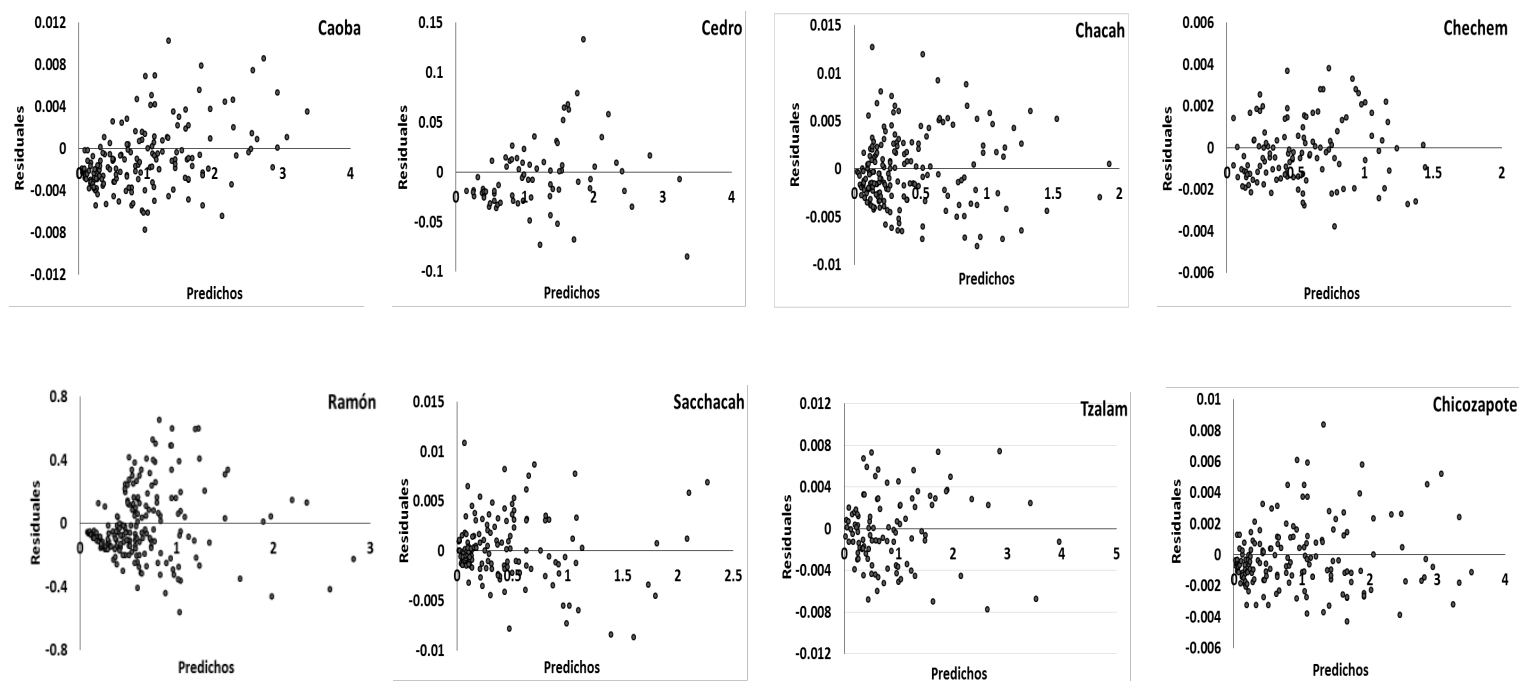 Caoba
0.012
0.008
0.004
0
-0.004
-0.008
-0.012
0 1 2 3 4
Residuales
Predichos
Cedro
0.15
0.1
0.05
0
-0.05
-0.1
0 1 2 3 4
Residuales
Predichos
Chacah
0.015
0.01
0.005
0
-0.005
-0.01
0 0.5 1 1.5 2
Residuales
Predichos
Chechem
0.006
0.004
0.002
0
-0.002
-0.004
-0.006
0 0.5 1 1.5 2
Residuales
Predichos
Ramón
0.8
0.4
0
-0.4
-0.8
0 1 2 3
Residuales
Predichos
Sacchacah
0.015
0.01
0.005
0
-0.005
-0.01
0 0.5 1 1.5 2 2.5
Residuales
Predichos
Tzalam
0.012
0.008
0.004
0
-0.004
-0.008
-0.012
0 1 2 3 4 5
Residuales
Predichos
Chicozapote
0.01
0.008
0.006
0.004
0.002
0
-0.002
-0.004
-0.006
0 1 2 3 4
Residuales
Predichos